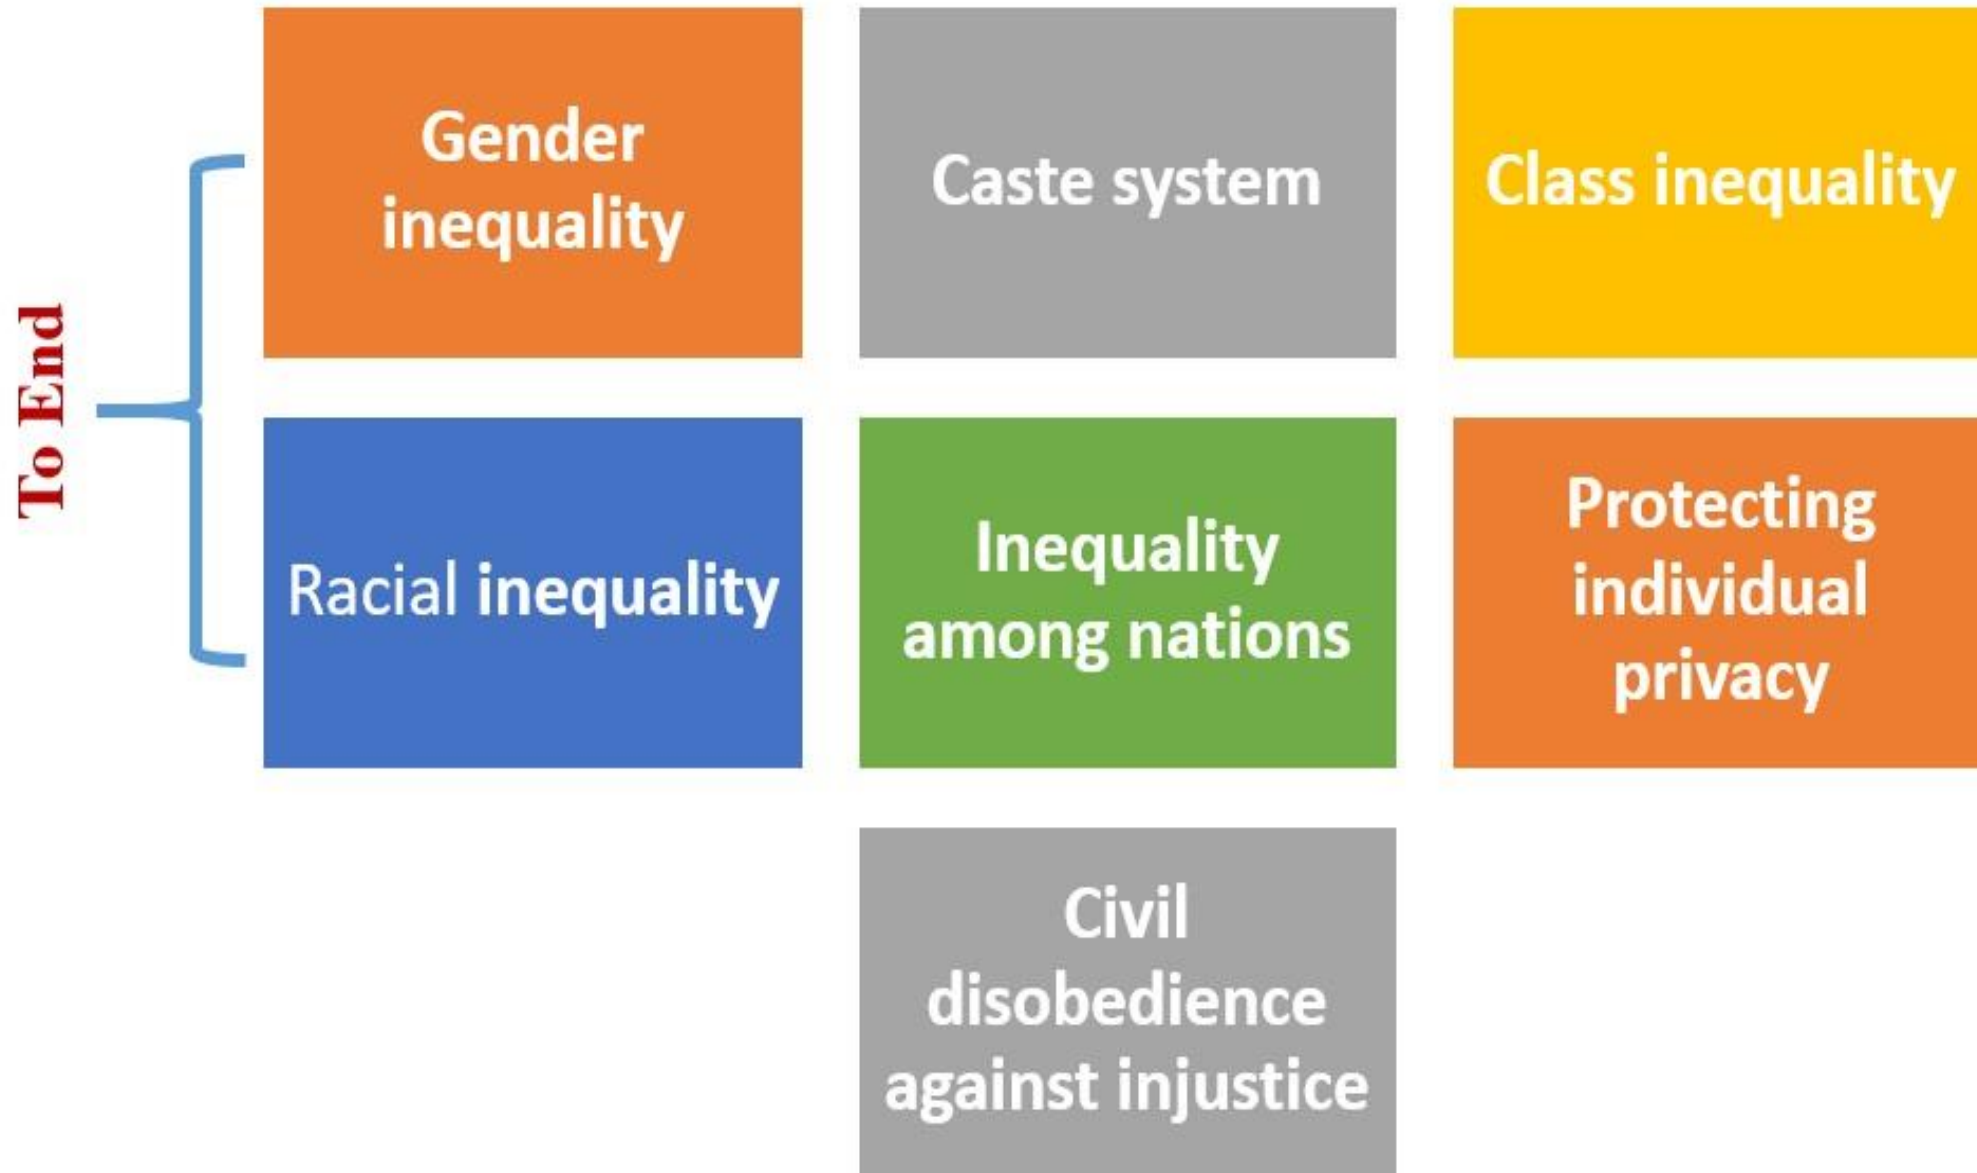 To End
Gender
inequality
Caste system
Class inequality
Racial inequality
Inequality
among nations
Protecting
individual
privacy
Civil
disobedience
against injustice